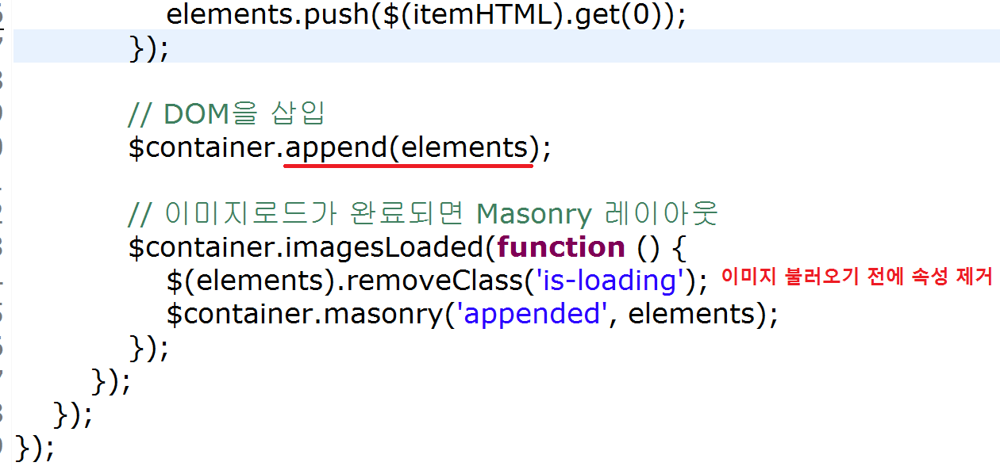 elements.push($(itemHTML).get(0));
});
// DOM을 삽입
$container.append(elements);
// 이미지로드가 완료되면 Masonry 레이아웃
$container.imagesLoaded(function () {
$(elements).removeClass('is-loading'); 이미지 불러오기 전에 속성 제거
$container.masonry('appended', elements);
});
});
});
});